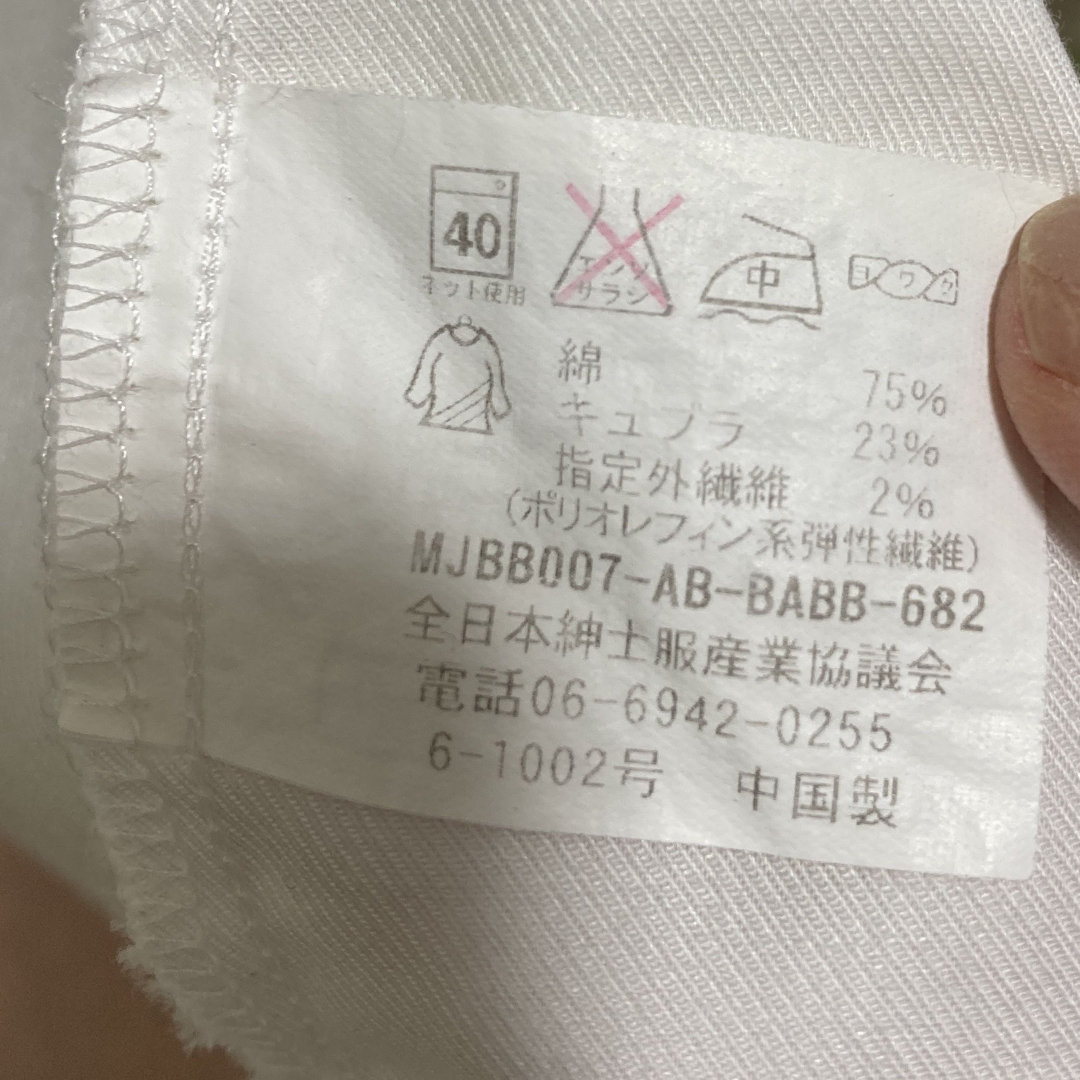 40
ネット使用
エンソ
サラシ
中
ヨワク
綿 75%
キュプラ 23%
指定外繊維 2%
(ポリオレフィン系弾性繊維)
MJBB007-AB-BABB-682
全日本紳士服産業協議会
電話06-6942-0255
6-1002号 中国製